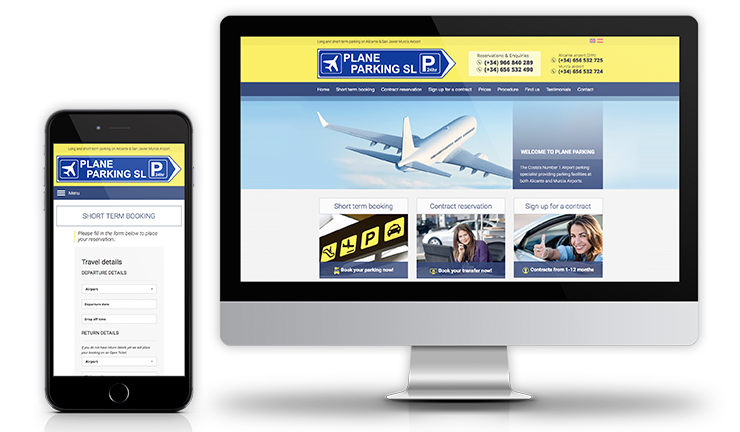 Long and short term parking on Alicante & San Javier Murcia Airport
PLANE
PARKING SL
P
24hr
Menu
SHORT TERM BOOKING
Please fill in the form below to place
your reservation:
Travel details
DEPARTURE DETAILS
Airport
Departure date
Drop off time
RETURN DETAILS
If you do not have return details yet we will place
your booking on an Open Ticket
Airport
Long and short term parking on Alicante & San Javier Murcia Airport
PLANE
PARKING SL
P
24hr
Reservations & Enquiries
(+34) 966 840 289
(+34) 656 532 490
Alicante airport (24h)
(+34) 654 532 725
Murcia airport
(+34) 654 532 724
Home Short term booking Contract reservation Sign up for a contract Prices Procedure Find us Testimonials Contact
WELCOME TO PLANE PARKING
The Costa's Number 1 Airport parking
specialist providing parking facilities at
both Alicante and Murcia Airports.
Short term booking
P
Book your parking now!
Contract reservation
Book your transfer now!
Sign up for a contract
Contracts from 1-12 months